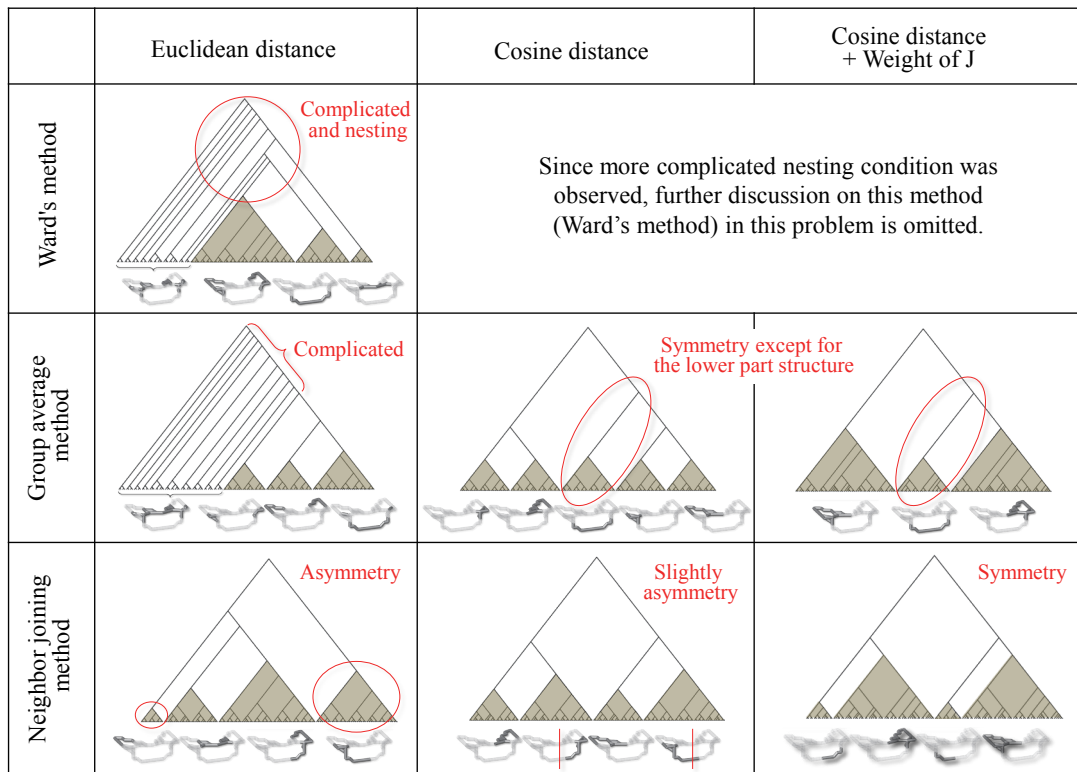 Euclidean distance
Cosine distance
Cosine distance
+ Weight of J
Ward's method
Complicated
and nesting
Since more complicated nesting condition was
observed, further discussion on this method
(Ward’s method) in this problem is omitted.
Group average
method
Complicated
Symmetry except for
the lower part structure
Neighbor joining
method
Asymmetry
Slightly
asymmetry
Symmetry